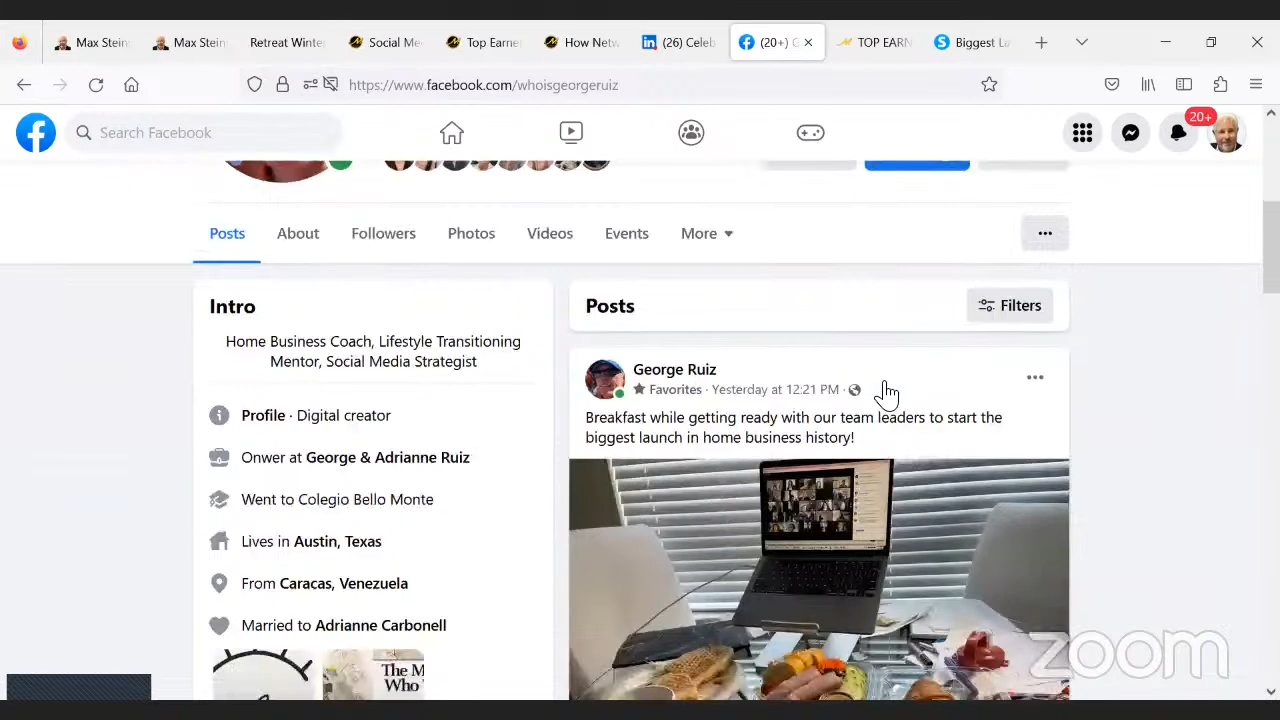 Max Stein
Max Stein
Retreat Winte
Social Me
Top Earne
How Netw
(26) Celeb
(20+) G
TOP EARN
Biggest La
https://www.facebook.com/whoisgeorgeruiz
Search Facebook
20+
Posts
About
Followers
Photos
Videos
Events
More
Intro
Home Business Coach, Lifestyle Transitioning
Mentor, Social Media Strategist
Profile · Digital creator
Onwer at George & Adrianne Ruiz
Went to Colegio Bello Monte
Lives in Austin, Texas
From Caracas, Venezuela
Married to Adrianne Carbonell
The M
Who
Posts
Filters
George Ruiz
Favorites · Yesterday at 12:21 PM ·
Breakfast while getting ready with our team leaders to start the
biggest launch in home business history!
zoom